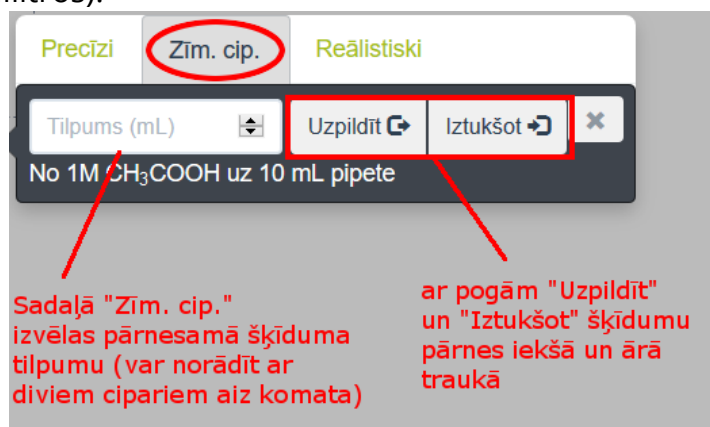 Precīzi Zīm. cip. Reālistiski
Tilpums (mL) Uzpildīt Iztukšot ×
No 1M CH₃COOH uz 10 mL pipete
Sadaļā "Zīm. cip."
izvēlas pārnesamā šķīduma
tilpumu (var norādīt ar
diviem cipariem aiz komata)
ar pogām "Uzpildīt"
un "Iztukšot" šķīdumu
pārnes iekšā un ārā
traukā